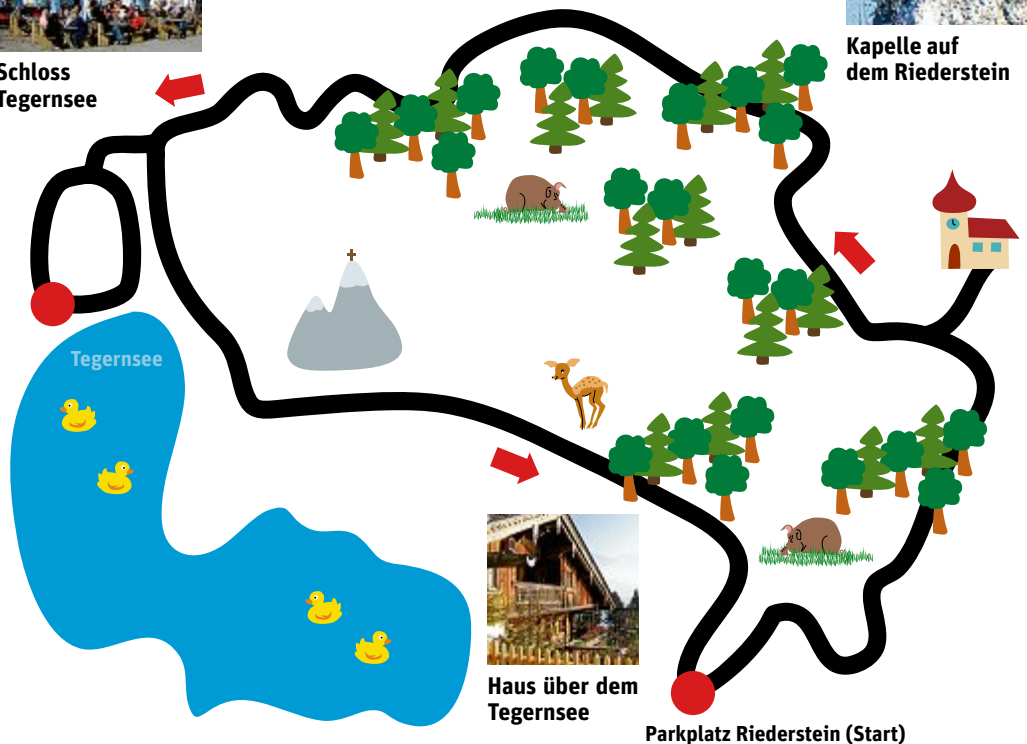 Schloss
Tegernsee
Kapelle auf
dem Riederstein
Tegernsee
Haus über dem
Tegernsee
Parkplatz Riederstein (Start)